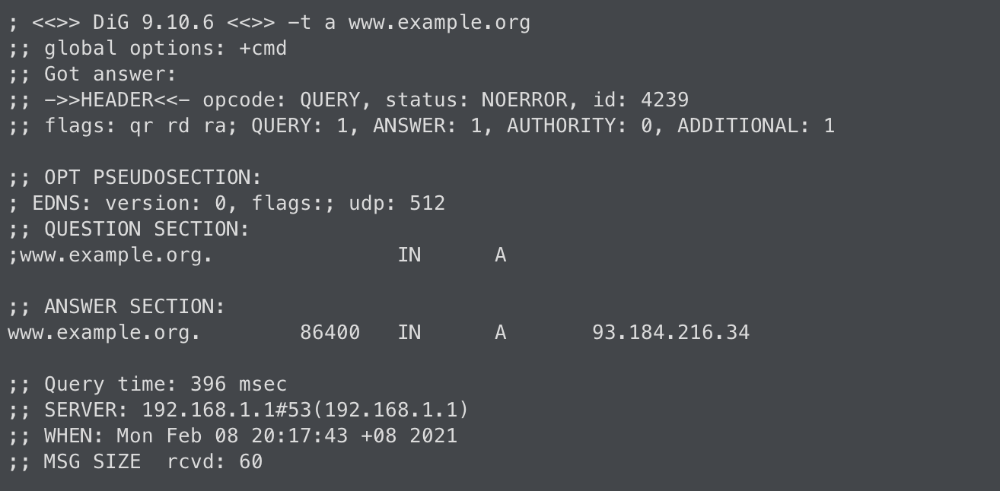 ; <<>> DiG 9.10.6 <<>> -t a www.example.org
;; global options: +cmd
;; Got answer:
;; ->>HEADER<<- opcode: QUERY, status: NOERROR, id: 4239
;; flags: qr rd ra; QUERY: 1, ANSWER: 1, AUTHORITY: 0, ADDITIONAL: 1

;; OPT PSEUDOSECTION:
; EDNS: version: 0, flags:; udp: 512
;; QUESTION SECTION:
;www.example.org.               IN      A

;; ANSWER SECTION:
www.example.org.        86400   IN      A       93.184.216.34

;; Query time: 396 msec
;; SERVER: 192.168.1.1#53(192.168.1.1)
;; WHEN: Mon Feb 08 20:17:43 +08 2021
;; MSG SIZE  rcvd: 60